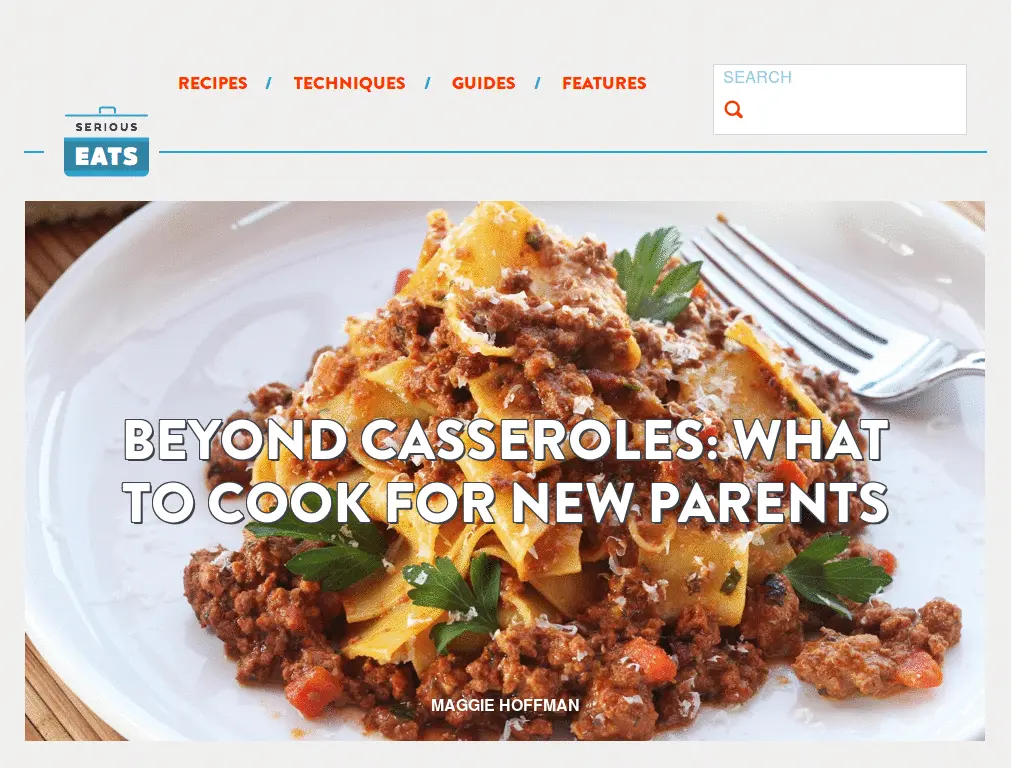 RECIPES / TECHNIQUES / GUIDES / FEATURES
SEARCH
SERIOUS
EATS
BEYOND CASSEROLES: WHAT
TO COOK FOR NEW PARENTS
MAGGIE HOFFMAN